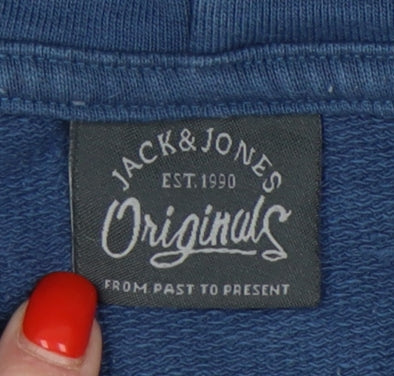 JACK&JONES
EST. 1990
Originals
FROM PAST TO PRESENT